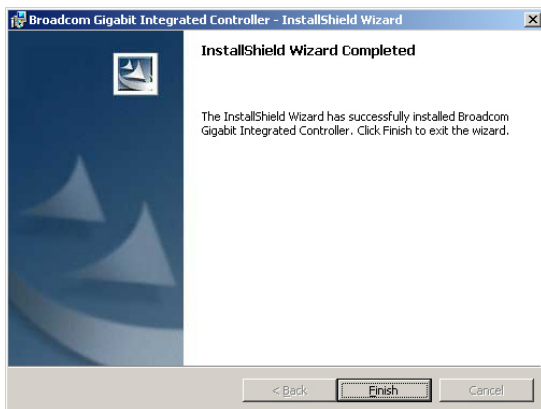 Broadcom Gigabit Integrated Controller - InstallShield Wizard
InstallShield Wizard Completed
The InstallShield Wizard has successfully installed Broadcom
Gigabit Integrated Controller. Click Finish to exit the wizard.
< Back
Finish
Cancel